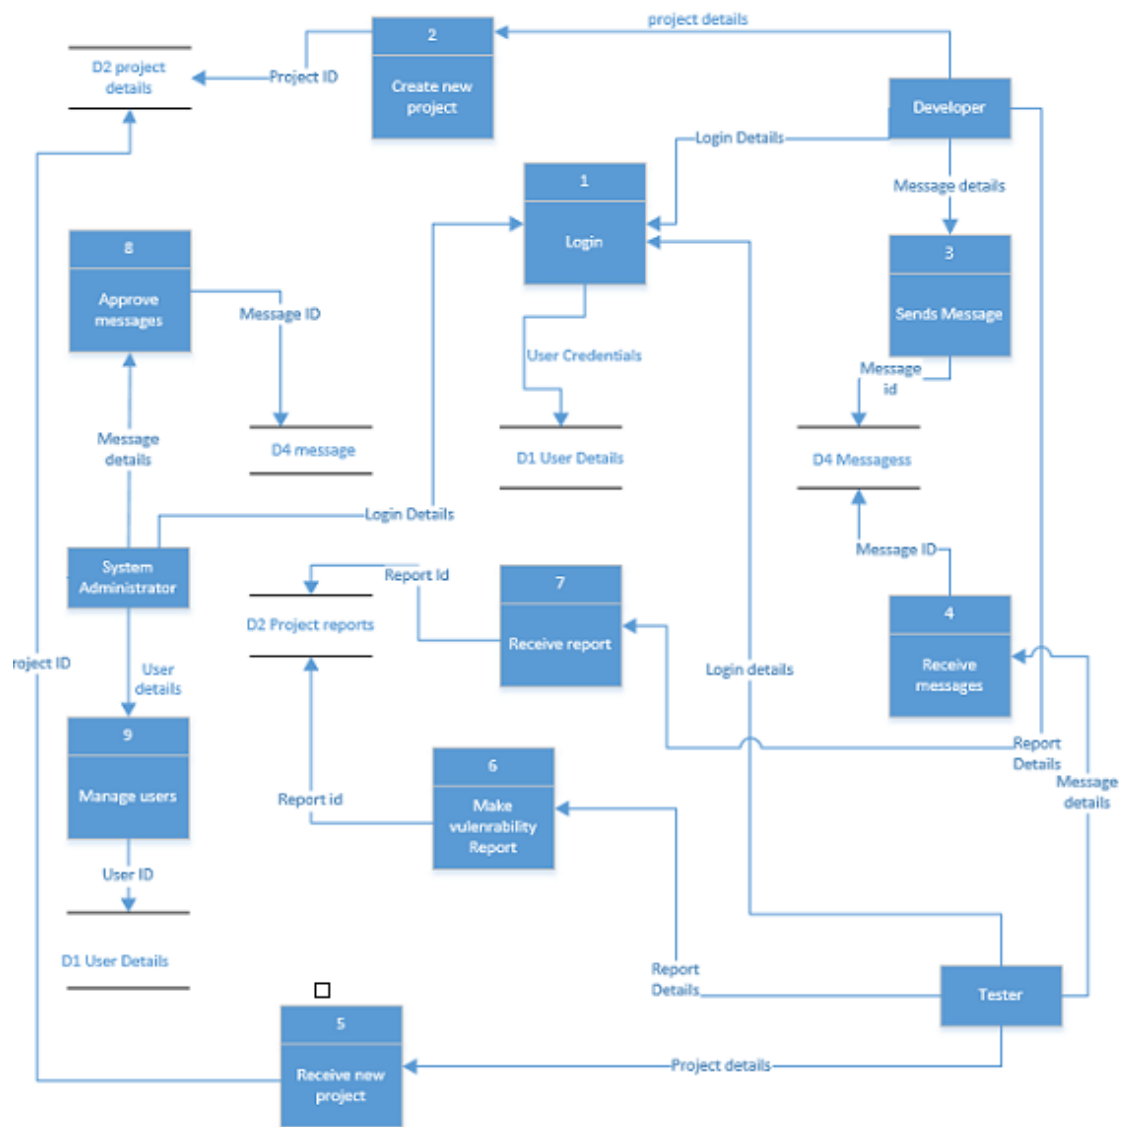 project details
2
Create new
project
D2 project
details
Project ID
Developer
Login Details
1
Login
Message details
8
Approve
messages
3
Sends Message
Message ID
User Credentials
Message
id
Message
details
D4 message
D1 User Details
D4 Messagess
Login Details
Message ID
System
Administrator
Report Id
7
Receive report
D2 Project reports
4
Receive
messages
roject ID
User
details
Login details
9
Manage users
Report
Details
6
Make
vulenrability
Report
Report id
Message
details
User ID
D1 User Details
Report
Details
Tester
5
Receive new
project
Project details